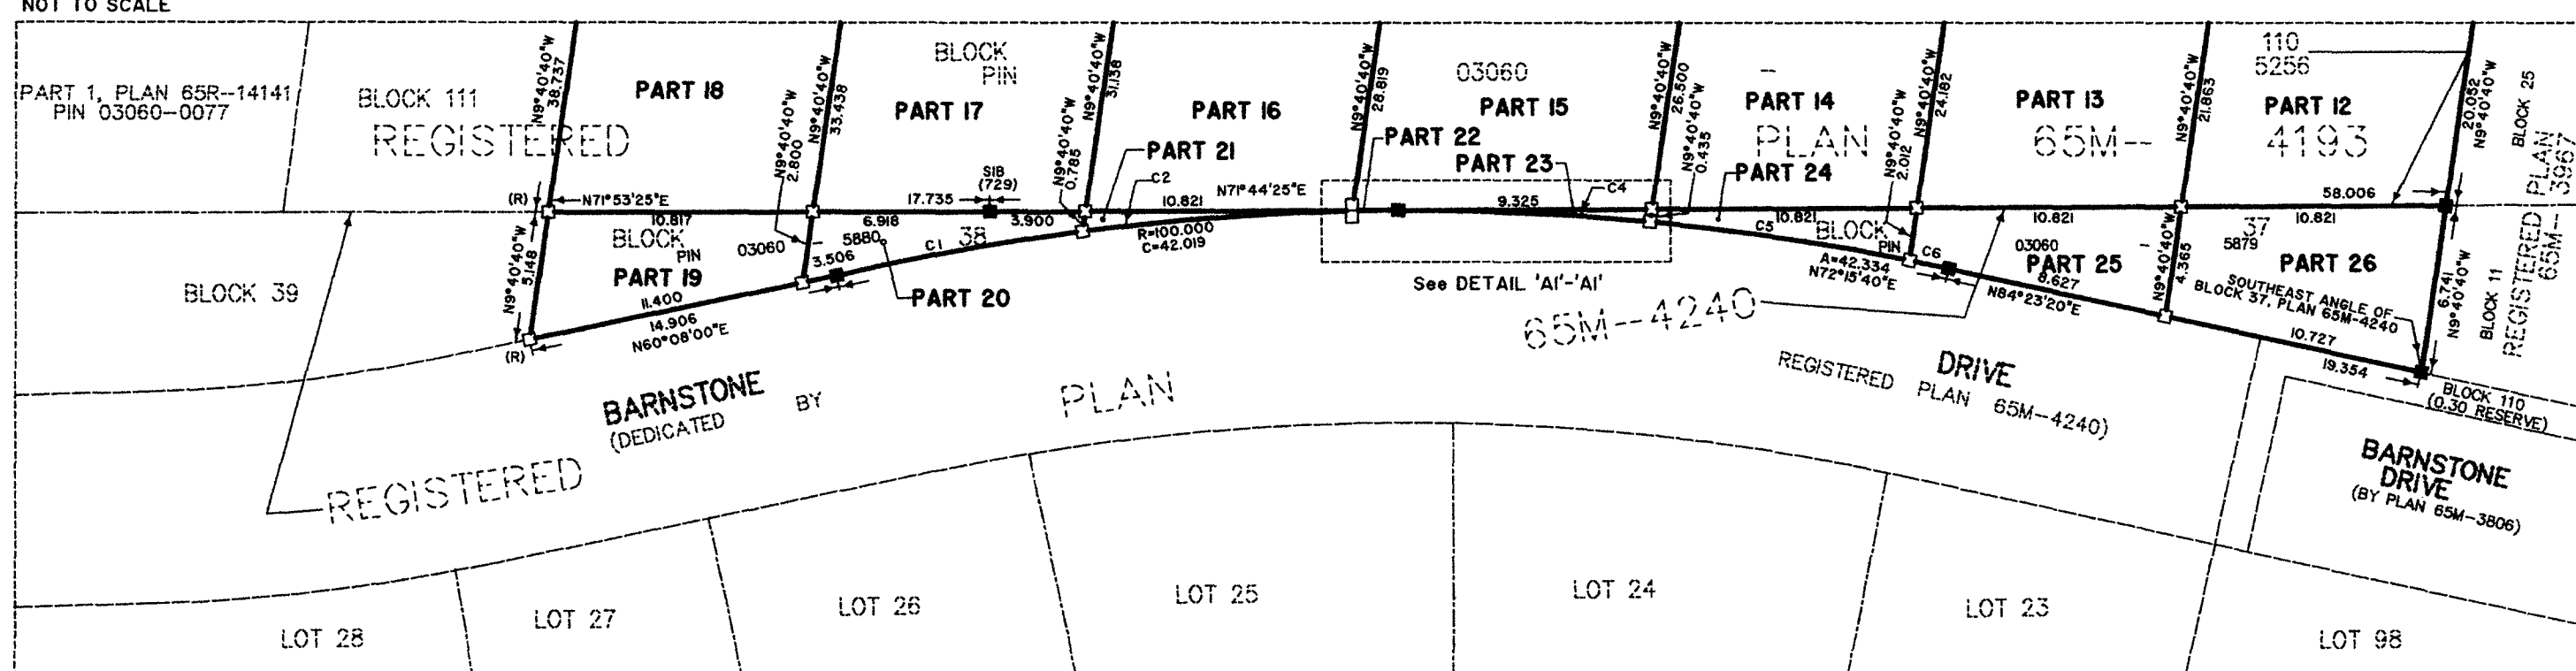 NOT TO SCALE
PART 1, PLAN 65R-14141
PIN 03060-0077
BLOCK 111
REGISTERED
N9°40'40"W
38.737
PART 18
N9°40'40"W
2.800
N9°40'40"W
33.438
BLOCK
PIN
PART 17
SIB
(729)
N9°40'40"W
0.785
N9°40'40"W
31.138
PART 16
PART 21
C2
N9°40'40"W
28.819
PART 22
03060
-
PART 15
PART 23
C4
N9°40'40"W
26.500
N9°40'40"W
0.435
PART 14
PLAN
PART 24
N9°40'40"W
2.012
N9°40'40"W
24.182
PART 13
65M-
N9°40'40"W
21.863
110
5256
PART 12
4193
20.052
N9°40'40"W
BLOCK 25
REGISTERED PLAN
65M-3967
BLOCK 11
(R)
N71°53'25"E
10.817
17.735
6.918
3.900
10.821
N71°44'25"E
9.325
10.821
10.821
10.821
58.006
BLOCK 39
N9°40'40"W
5.148
(R)
BLOCK
PIN
03060
-
5880
38
C1
PART 19
3.506
PART 20
11.400
14.906
N60°08'00"E
R=100.000
C=42.019
See DETAIL 'A1'-'A1'
C5
BLOCK
PIN
C6
A=42.334
N72°15'40"E
03060
-
37
5879
PART 25
8.627
N84°23'20"E
N9°40'40"W
4.365
PART 26
SOUTHEAST ANGLE OF
BLOCK 37, PLAN 65M-4240
6.741
N9°40'40"W
10.727
19.354
65M-4240
BARNSTONE
(DEDICATED
BY
PLAN
REGISTERED
DRIVE
REGISTERED PLAN 65M-4240)
BLOCK 110
(0.30 RESERVE)
BARNSTONE
DRIVE
(BY PLAN 65M-3806)
LOT 28
LOT 27
LOT 26
LOT 25
LOT 24
LOT 23
LOT 98